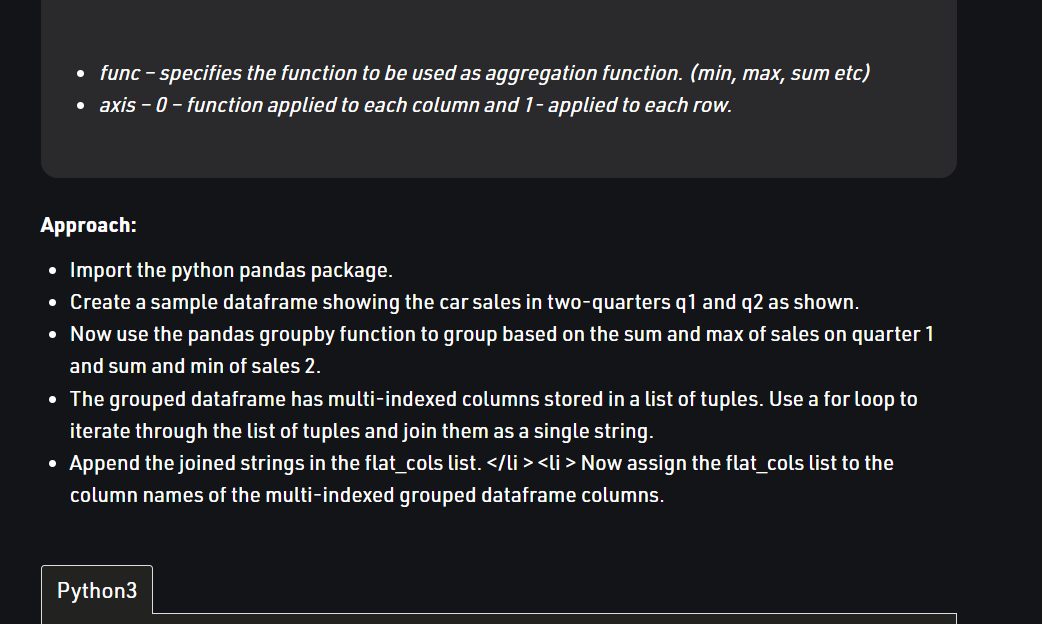 • func – specifies the function to be used as aggregation function. (min, max, sum etc)
• axis – 0 – function applied to each column and 1- applied to each row.
Approach:
• Import the python pandas package.
• Create a sample dataframe showing the car sales in two-quarters q1 and q2 as shown.
• Now use the pandas groupby function to group based on the sum and max of sales on quarter 1
and sum and min of sales 2.
• The grouped dataframe has multi-indexed columns stored in a list of tuples. Use a for loop to
iterate through the list of tuples and join them as a single string.
• Append the joined strings in the flat_cols list. </li > <li > Now assign the flat_cols list to the
column names of the multi-indexed grouped dataframe columns.
Python3